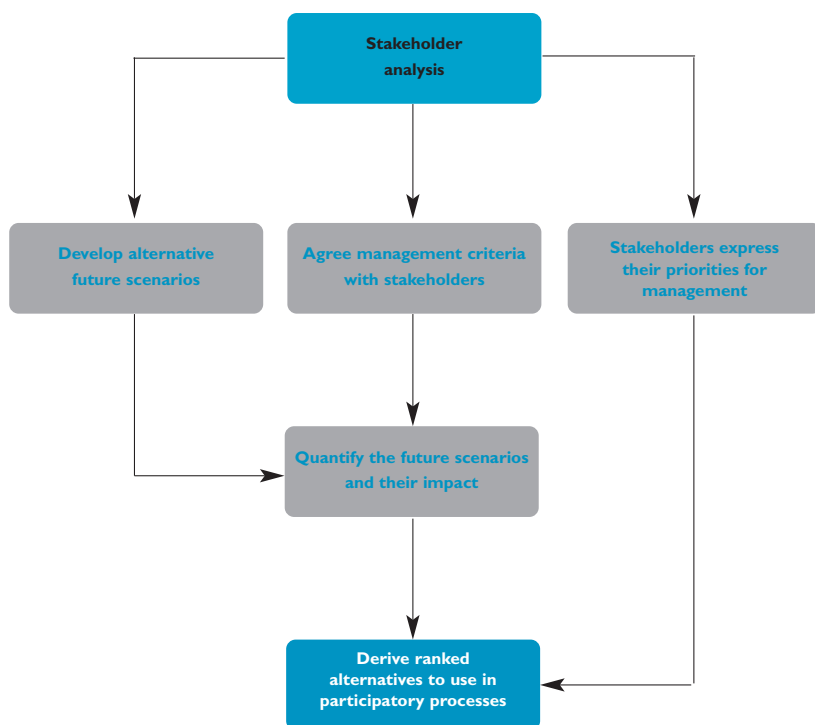 Stakeholder
analysis
Develop alternative
future scenarios
Agree management criteria
with stakeholders
Stakeholders express
their priorities for
management
Quantify the future scenarios
and their impact
Derive ranked
alternatives to use in
participatory processes